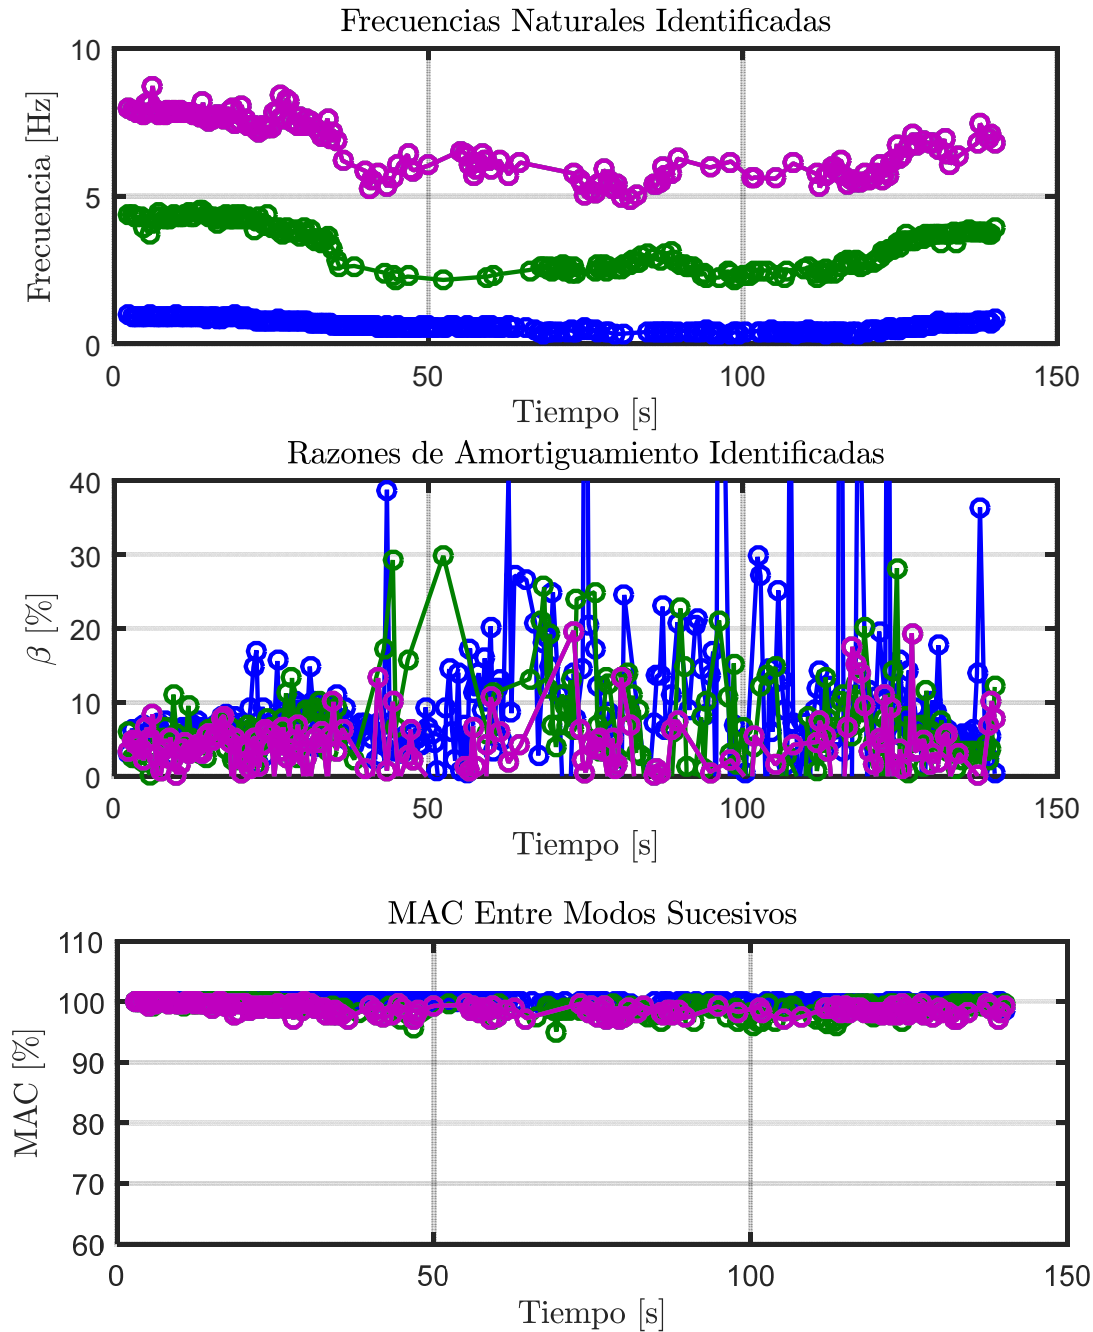 Frecuencias Naturales Identificadas
Frecuencia [Hz]
10
5
0
0 50 100 150
Tiempo [s]
Razones de Amortiguamiento Identificadas
β [%]
40
30
20
10
0
0 50 100 150
Tiempo [s]
MAC Entre Modos Sucesivos
MAC [%]
110
100
90
80
70
60
0 50 100 150
Tiempo [s]